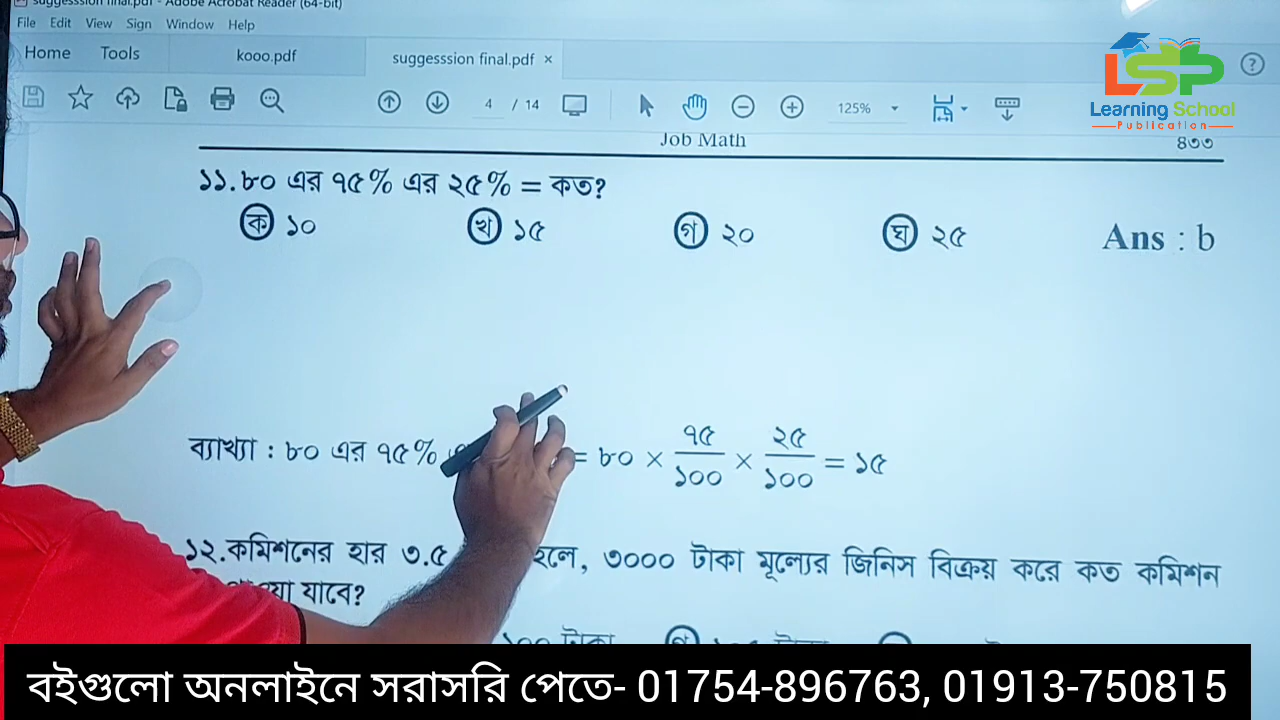 suggesssion final.pdf - Adobe Acrobat Reader (64-bit)
File Edit View Sign Window Help
Home Tools kooo.pdf suggesssion final.pdf ×
4 / 14 125%
LSP
Learning School
Publication
Job Math ৪৩৩
১১.৮০ এর ৭৫% এর ২৫% = কত?
ক ১০ খ ১৫ গ ২০ ঘ ২৫ Ans : b
ব্যাখ্যা : ৮০ এর ৭৫% = ৮০ × ৭৫/১০০ × ২৫/১০০ = ১৫
১২.কমিশনের হার ৩.৫ হলে, ৩০০০ টাকা মূল্যের জিনিস বিক্রয় করে কত কমিশন
যাবে?
গ
বইগুলো অনলাইনে সরাসরি পেতে- 01754-896763, 01913-750815